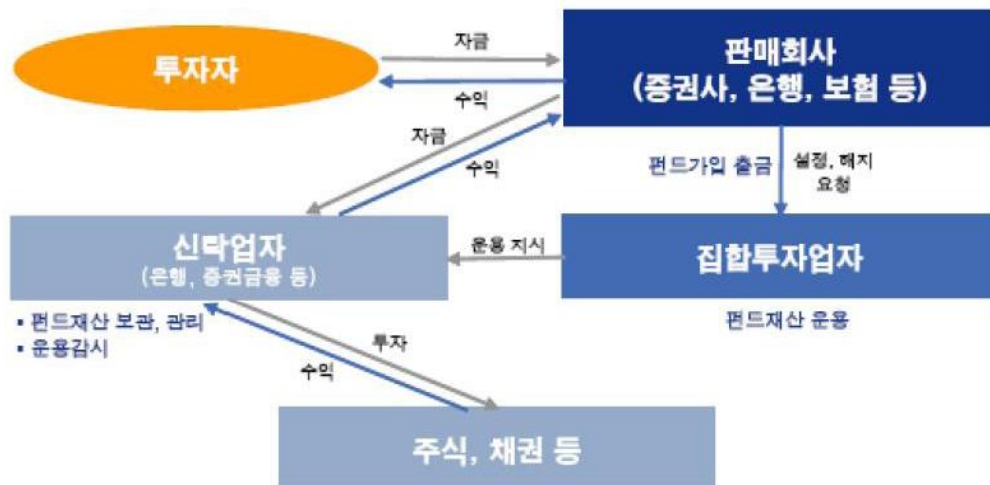 투자자
자금
수익
판매회사
(증권사, 은행, 보험 등)
자금
수익
펀드가입 출금
설정, 해지
요청
신탁업자
(은행, 증권금융 등)
운용 지시
집합투자업자
▪ 펀드재산 보관, 관리
▪ 운용감시
펀드재산 운용
투자
수익
주식, 채권 등